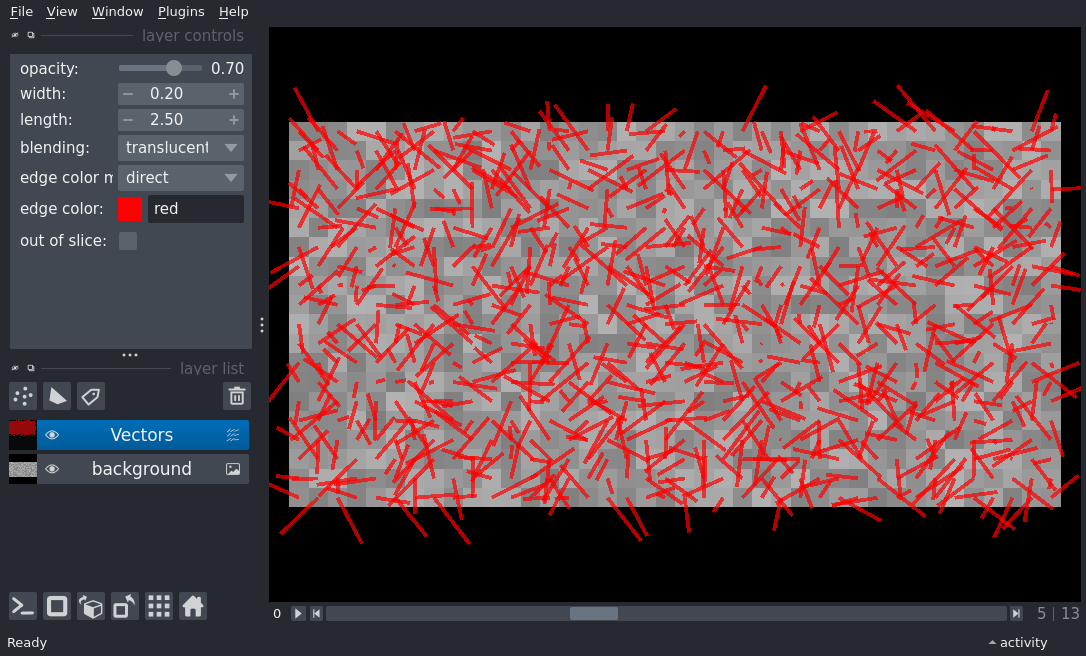 File View Window Plugins Help
layer controls
opacity: 0.70
width: − 0.20 +
length: − 2.50 +
blending: translucent
edge color m direct
edge color: red
out of slice:
layer list
Vectors
background
0 5 | 13
Ready activity